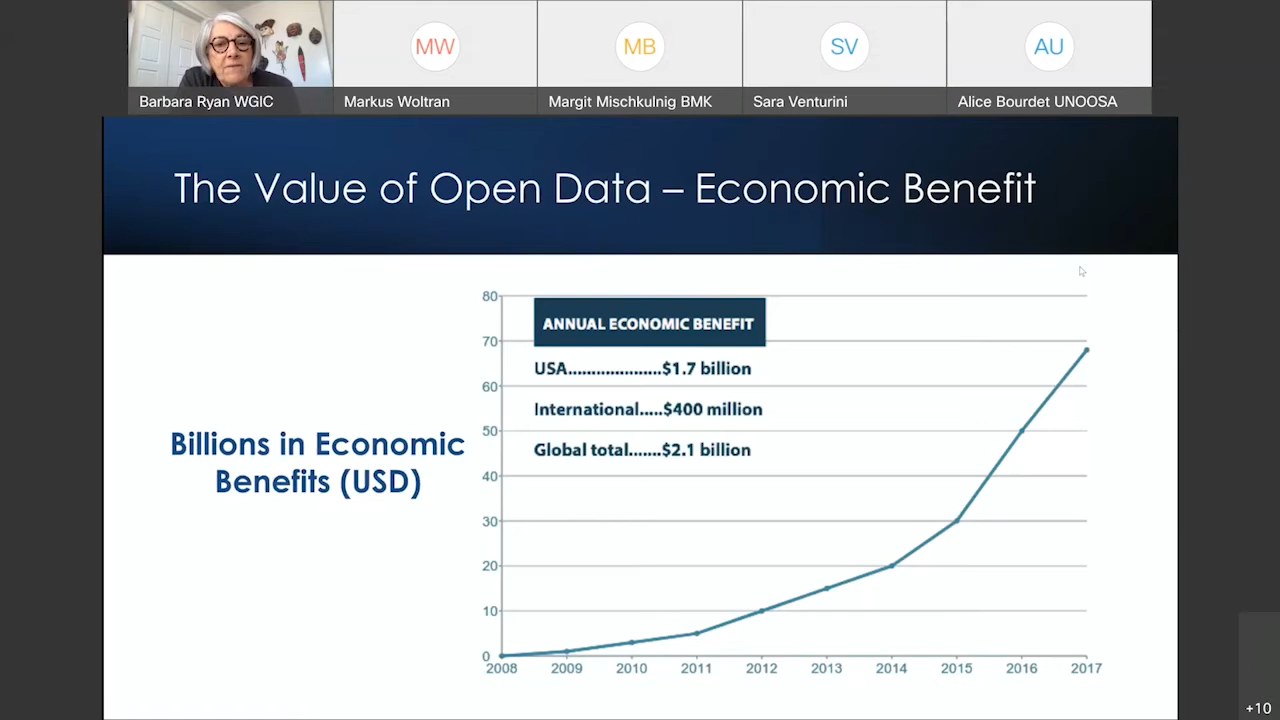 MW
MB
SV
AU
Barbara Ryan WGIC
Markus Woltran
Margit Mischkulnig BMK
Sara Venturini
Alice Bourdet UNOOSA
The Value of Open Data – Economic Benefit
Billions in Economic
Benefits (USD)
ANNUAL ECONOMIC BENEFIT
USA....................$1.7 billion
International.....$400 million
Global total.......$2.1 billion
80
70
60
50
40
30
20
10
0
2008 2009 2010 2011 2012 2013 2014 2015 2016 2017
+10